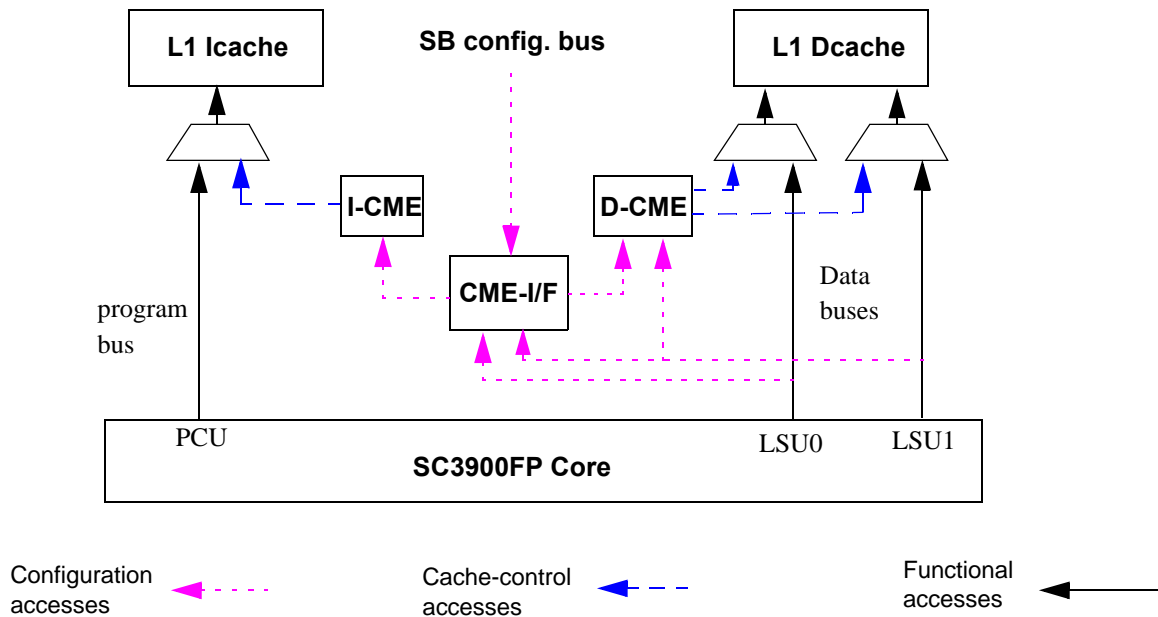 L1 Icache
SB config. bus
L1 Dcache
I-CME
D-CME
CME-I/F
program
bus
Data
buses
PCU
LSU0
LSU1
SC3900FP Core
Configuration
accesses
Cache-control
accesses
Functional
accesses